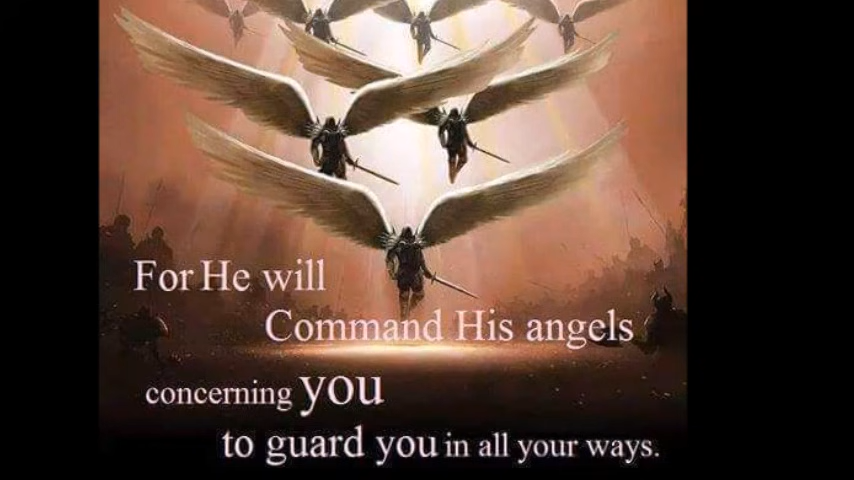 For He will
Command His angels
concerning you
to guard you in all your ways.